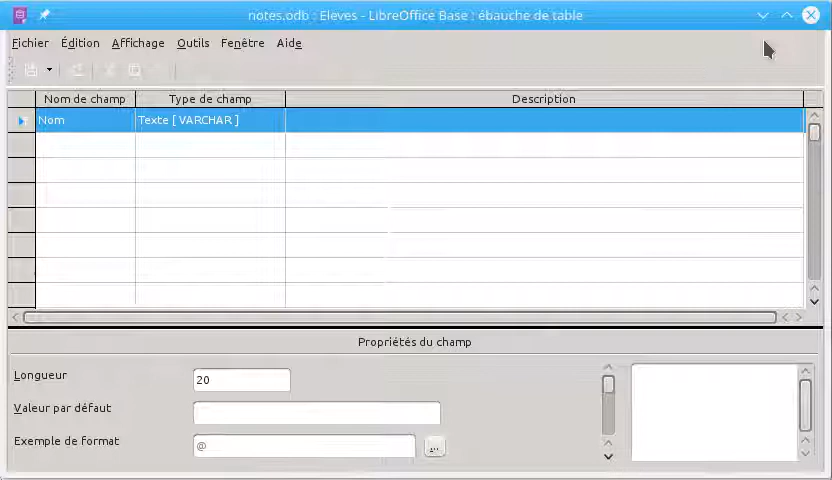 notes.odb : Eleves - LibreOffice Base : ébauche de table
Fichier Édition Affichage Outils Fenêtre Aide
Nom de champ Type de champ Description
Nom Texte [ VARCHAR ]
Propriétés du champ
Longueur 20
Valeur par défaut
Exemple de format @ ...